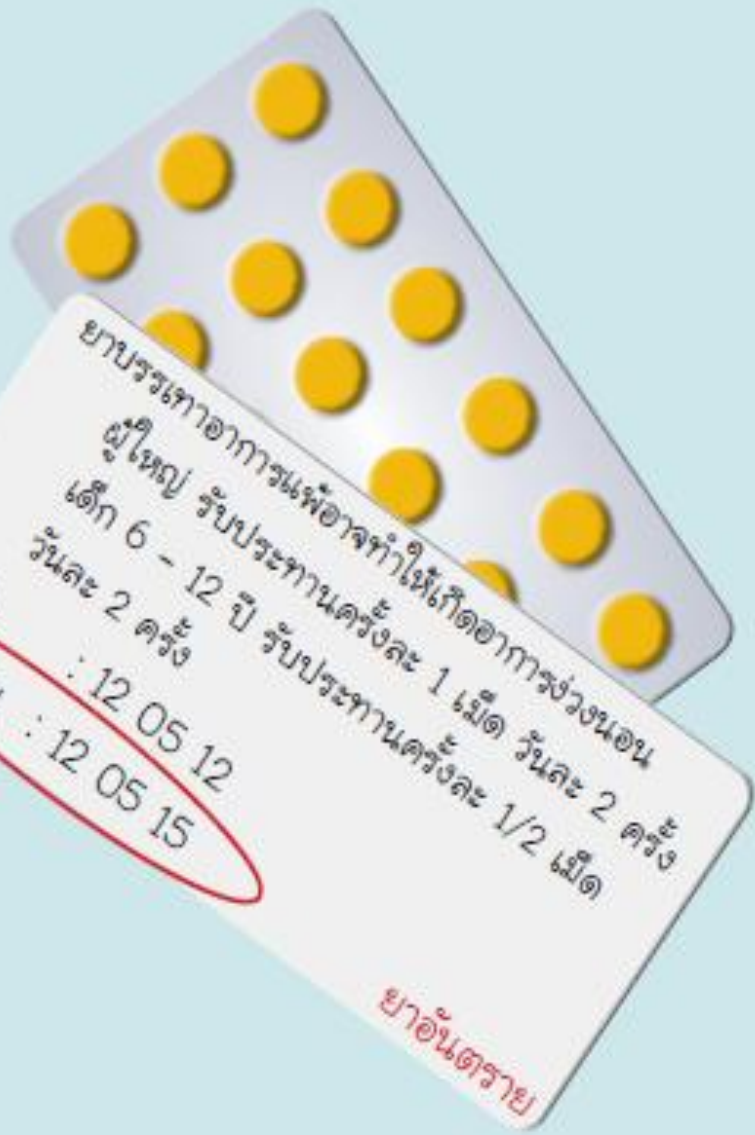 ยาบรรเทาอาการแพ้อาจทำให้เกิดอาการง่วงนอน
ผู้ใหญ่ รับประทานครั้งละ 1 เม็ด วันละ 2 ครั้ง
เด็ก 6 - 12 ปี รับประทานครั้งละ 1/2 เม็ด
วันละ 2 ครั้ง
: 12 05 12
: 12 05 15
ยาอันตราย